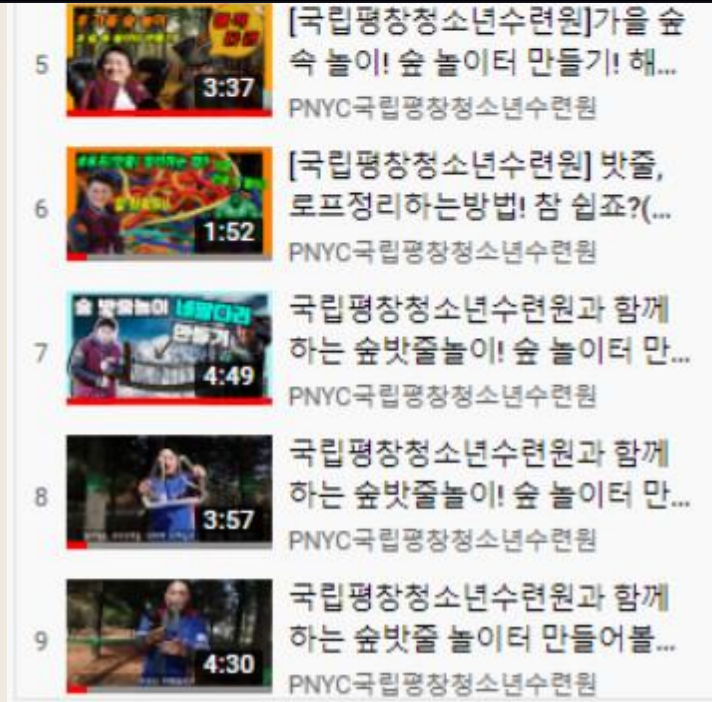 5
3:37
[국립평창청소년수련원]가을 숲
속 놀이! 숲 놀이터 만들기! 해...
PNYC국립평창청소년수련원
6
1:52
[국립평창청소년수련원] 밧줄,
로프정리하는방법! 참 쉽죠?(...
PNYC국립평창청소년수련원
7
숲 밧줄놀이 네발다리
만들기
4:49
국립평창청소년수련원과 함께
하는 숲밧줄놀이! 숲 놀이터 만...
PNYC국립평창청소년수련원
8
3:57
국립평창청소년수련원과 함께
하는 숲밧줄놀이! 숲 놀이터 만...
PNYC국립평창청소년수련원
9
4:30
국립평창청소년수련원과 함께
하는 숲밧줄 놀이터 만들어볼...
PNYC국립평창청소년수련원